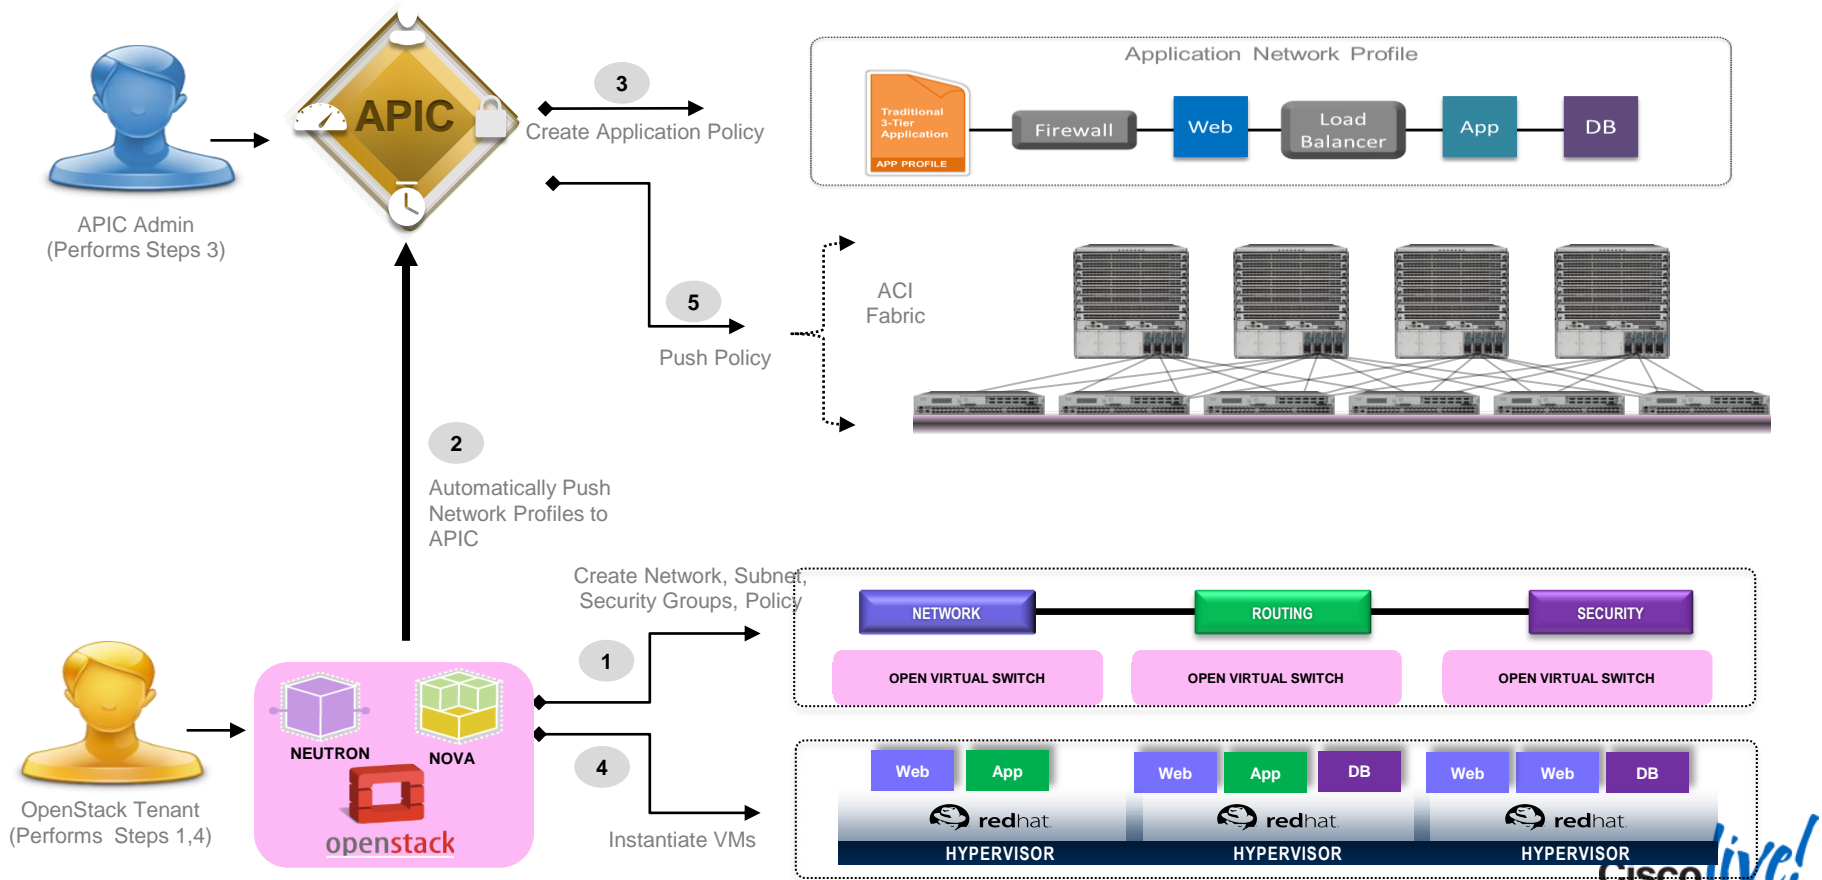 Application Network Profile
APIC
3
Create Application Policy
Traditional
3-Tier
Application
APP PROFILE
Firewall
Web
Load
Balancer
App
DB
APIC Admin
(Performs Steps 3)
5
Push Policy
ACI
Fabric
2
Automatically Push
Network Profiles to
APIC
Create Network, Subnet,
Security Groups, Policy
1
NETWORK
ROUTING
SECURITY
OPEN VIRTUAL SWITCH
OPEN VIRTUAL SWITCH
OPEN VIRTUAL SWITCH
NEUTRON
NOVA
openstack
OpenStack Tenant
(Performs Steps 1,4)
4
Instantiate VMs
Web
App
Web
App
DB
Web
Web
DB
redhat.
redhat.
redhat.
HYPERVISOR
HYPERVISOR
HYPERVISOR
Cisco live!